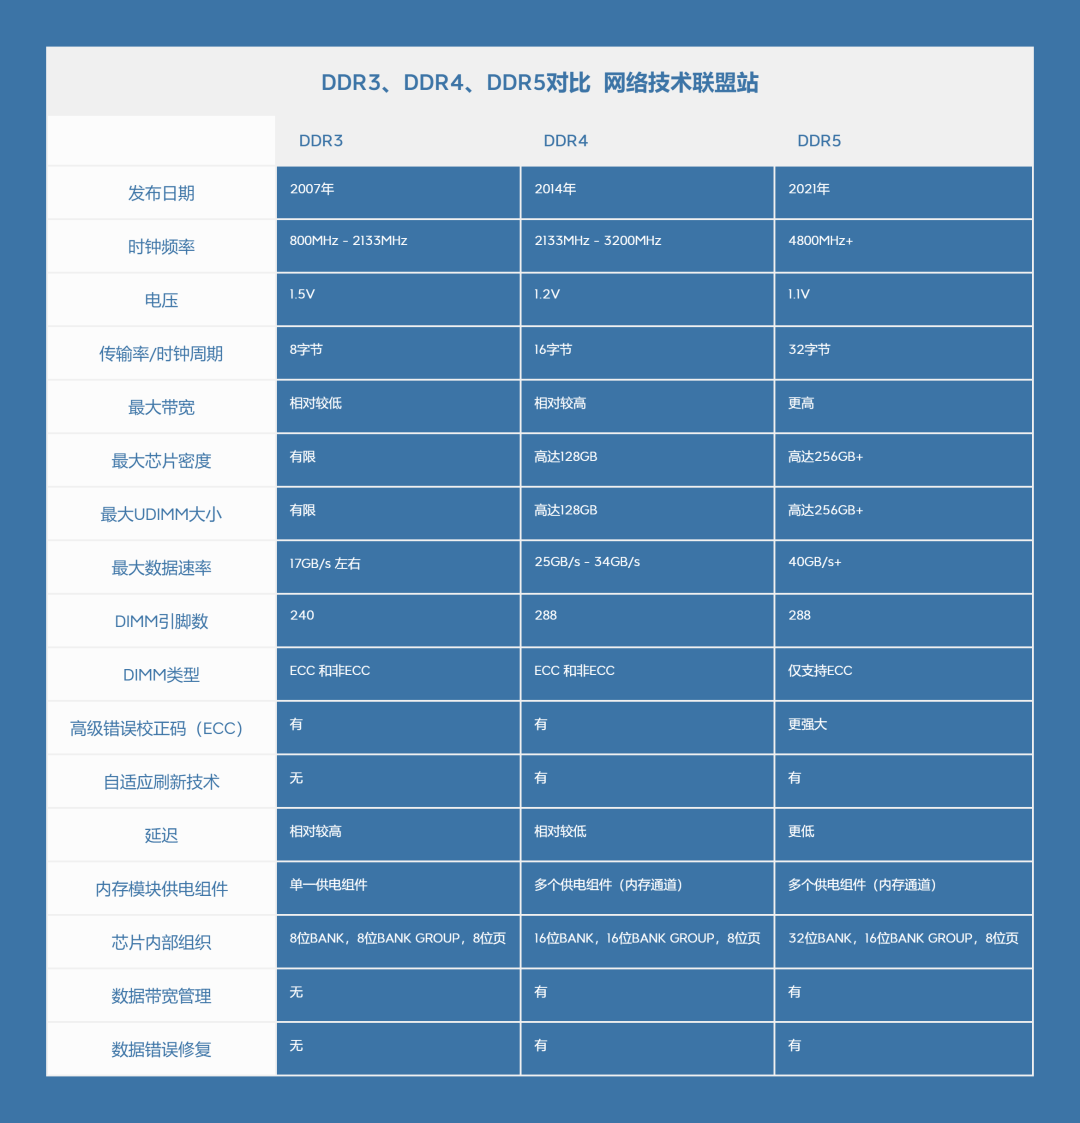 DDR3、DDR4、DDR5对比 网络技术联盟站
DDR3 DDR4 DDR5
发布日期 2007年 2014年 2021年
时钟频率 800MHz - 2133MHz 2133MHz - 3200MHz 4800MHz+
电压 1.5V 1.2V 1.1V
传输率/时钟周期 8字节 16字节 32字节
最大带宽 相对较低 相对较高 更高
最大芯片密度 有限 高达128GB 高达256GB+
最大UDIMM大小 有限 高达128GB 高达256GB+
最大数据速率 17GB/s 左右 25GB/s - 34GB/s 40GB/s+
DIMM引脚数 240 288 288
DIMM类型 ECC 和非ECC ECC 和非ECC 仅支持ECC
高级错误校正码（ECC） 有 有 更强大
自适应刷新技术 无 有 有
延迟 相对较高 相对较低 更低
内存模块供电组件 单一供电组件 多个供电组件（内存通道） 多个供电组件（内存通道）
芯片内部组织 8位BANK，8位BANK GROUP，8位页 16位BANK，16位BANK GROUP，8位页 32位BANK，16位BANK GROUP，8位页
数据带宽管理 无 有 有
数据错误修复 无 有 有